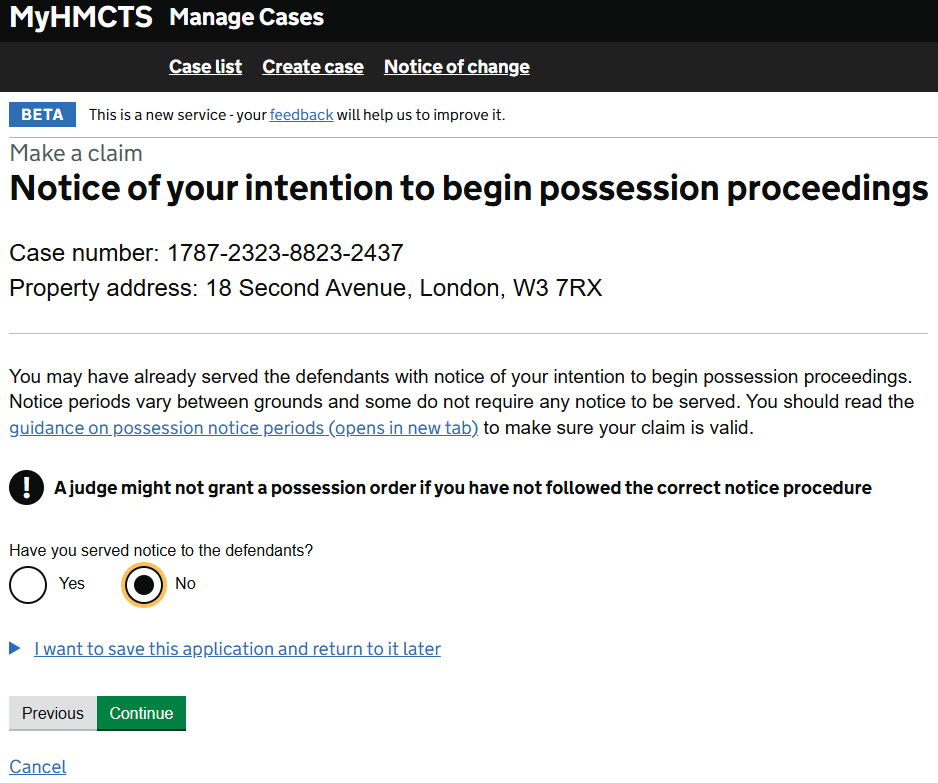 MyHMCTS Manage Cases
Case list Create case Notice of change
BETA This is a new service - your feedback will help us to improve it.
Make a claim
Notice of your intention to begin possession proceedings
Case number: 1787-2323-8823-2437
Property address: 18 Second Avenue, London, W3 7RX
You may have already served the defendants with notice of your intention to begin possession proceedings.
Notice periods vary between grounds and some do not require any notice to be served. You should read the
guidance on possession notice periods (opens in new tab) to make sure your claim is valid.
! A judge might not grant a possession order if you have not followed the correct notice procedure
Have you served notice to the defendants?
Yes No
I want to save this application and return to it later
Previous Continue
Cancel